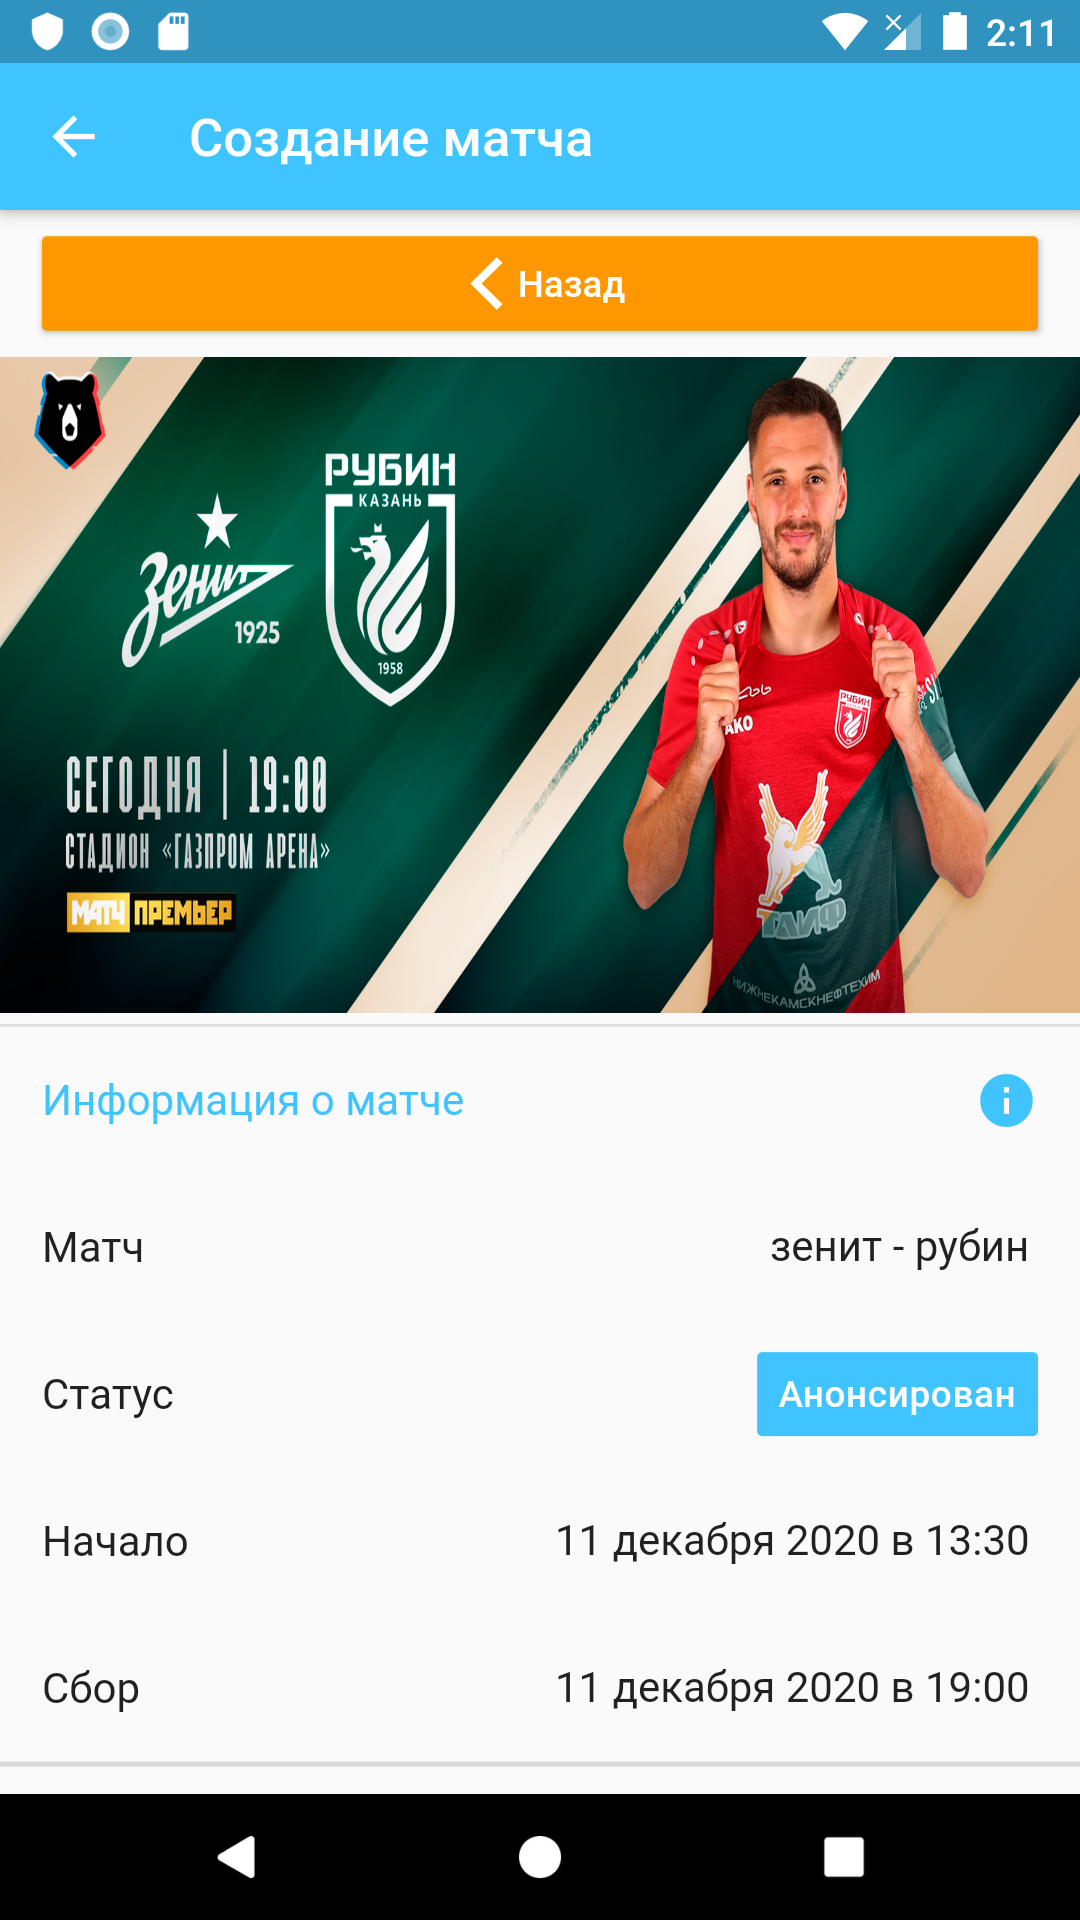 2:11
Создание матча
Назад
РУБИН
КАЗАНЬ
Зенит
1925
1958
СЕГОДНЯ | 19:00
СТАДИОН «ГАЗПРОМ АРЕНА»
МАТЧ ПРЕМЬЕР
РУБИН
JAKO
НИЖНЕКАМСКНЕФТЕХИМ
Информация о матче
Матч
зенит - рубин
Статус
Анонсирован
Начало
11 декабря 2020 в 13:30
Сбор
11 декабря 2020 в 19:00